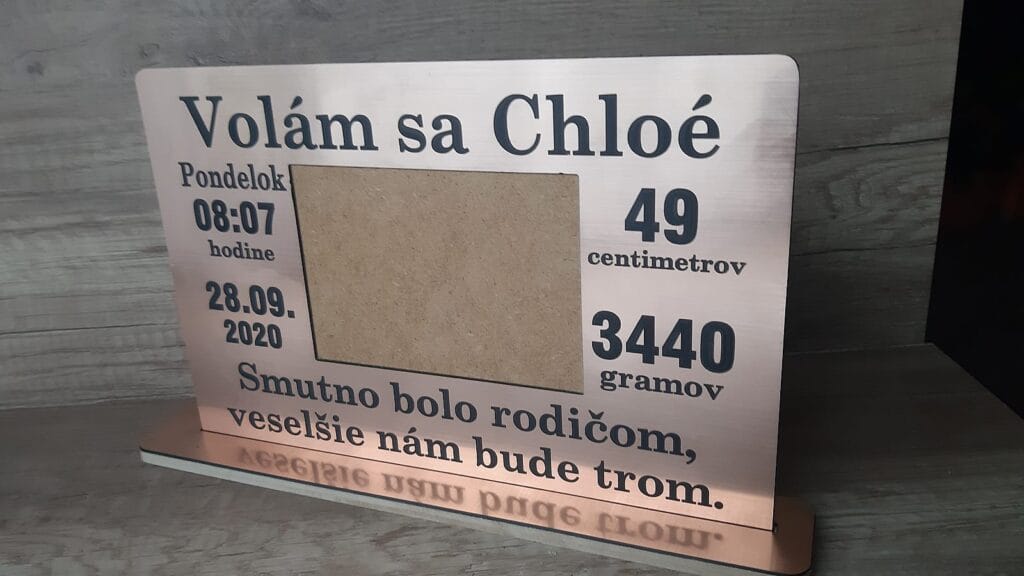 Volám sa Chloé
Pondelok
08:07
hodine
28.09.
2020
49
centimetrov
3440
gramov
Smutno bolo rodičom,
veselšie nám bude trom.